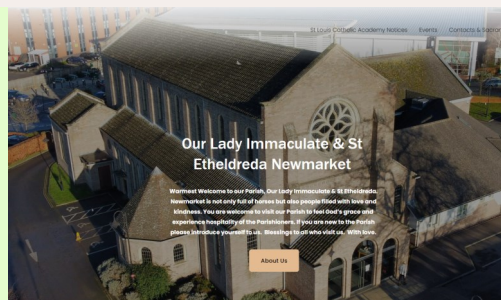 St Louis Catholic Academy Notices Events Contacts & Sacra
Our Lady Immaculate & St
Etheldreda Newmarket
Warmest Welcome to our Parish, Our Lady Immaculate & St Etheldreda.
Newmarket is not only full of horses but also people filled with love and
kindness. You are welcome to visit our Parish to feel God's grace and
experience hospitality of the Parishioners. If you are new to the Parish
please introduce yourself to us. Blessings to all who visit us. With love.
About Us